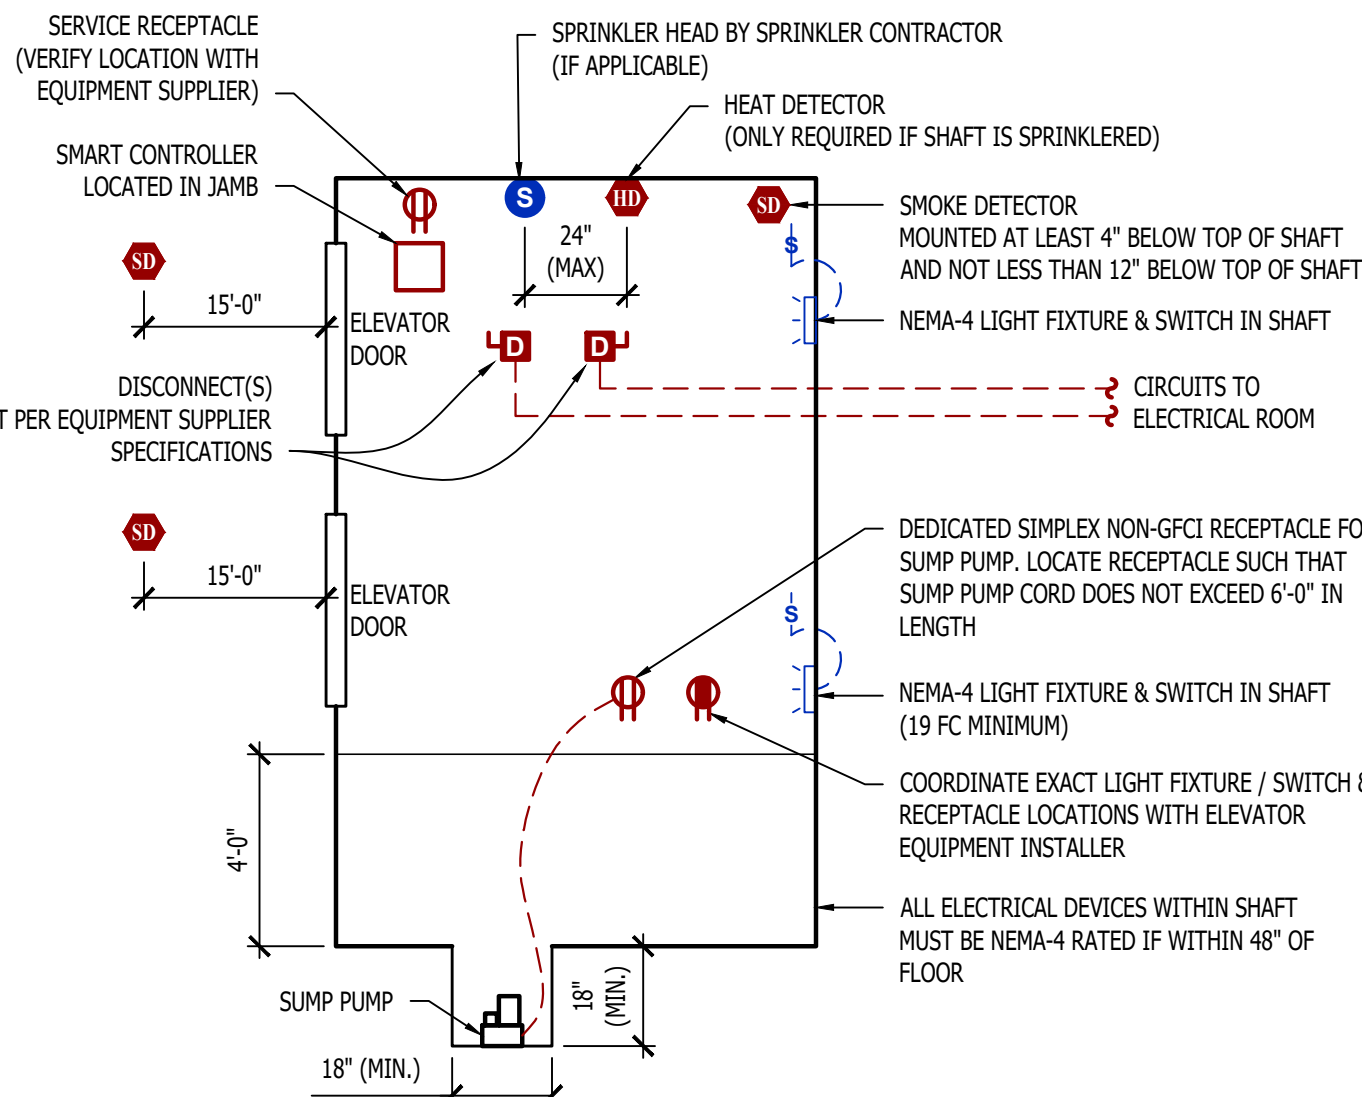 SERVICE RECEPTACLE
(VERIFY LOCATION WITH
EQUIPMENT SUPPLIER)
SPRINKLER HEAD BY SPRINKLER CONTRACTOR
(IF APPLICABLE)
HEAT DETECTOR
(ONLY REQUIRED IF SHAFT IS SPRINKLERED)
SMART CONTROLLER
LOCATED IN JAMB
S
HD
SD
SMOKE DETECTOR
MOUNTED AT LEAST 4" BELOW TOP OF SHAFT
AND NOT LESS THAN 12" BELOW TOP OF SHAFT
S
24"
(MAX)
SD
15'-0"
ELEVATOR
DOOR
NEMA-4 LIGHT FIXTURE & SWITCH IN SHAFT
D
D
DISCONNECT(S)
T PER EQUIPMENT SUPPLIER
SPECIFICATIONS
CIRCUITS TO
ELECTRICAL ROOM
SD
15'-0"
ELEVATOR
DOOR
DEDICATED SIMPLEX NON-GFCI RECEPTACLE FO
SUMP PUMP. LOCATE RECEPTACLE SUCH THAT
SUMP PUMP CORD DOES NOT EXCEED 6'-0" IN
LENGTH
S
NEMA-4 LIGHT FIXTURE & SWITCH IN SHAFT
(19 FC MINIMUM)
COORDINATE EXACT LIGHT FIXTURE / SWITCH &
RECEPTACLE LOCATIONS WITH ELEVATOR
EQUIPMENT INSTALLER
4'-0"
ALL ELECTRICAL DEVICES WITHIN SHAFT
MUST BE NEMA-4 RATED IF WITHIN 48" OF
FLOOR
SUMP PUMP
18"
(MIN.)
18" (MIN.)